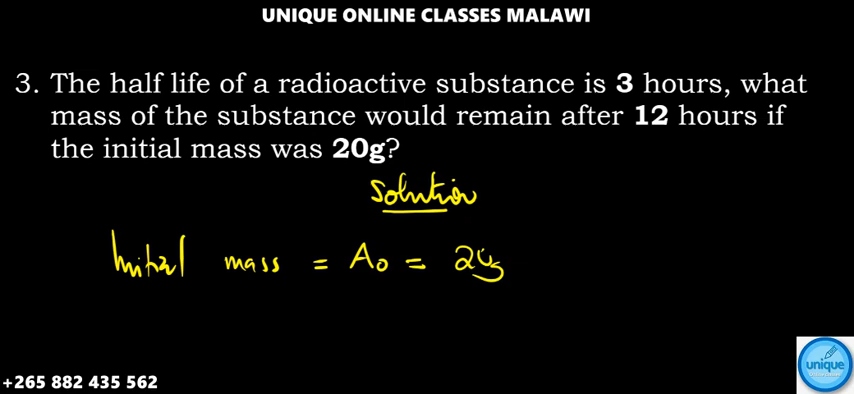 UNIQUE ONLINE CLASSES MALAWI
3. The half life of a radioactive substance is 3 hours, what
mass of the substance would remain after 12 hours if
the initial mass was 20g?
Solution
Initial mass = A₀ = 20g
unique
+265 882 435 562